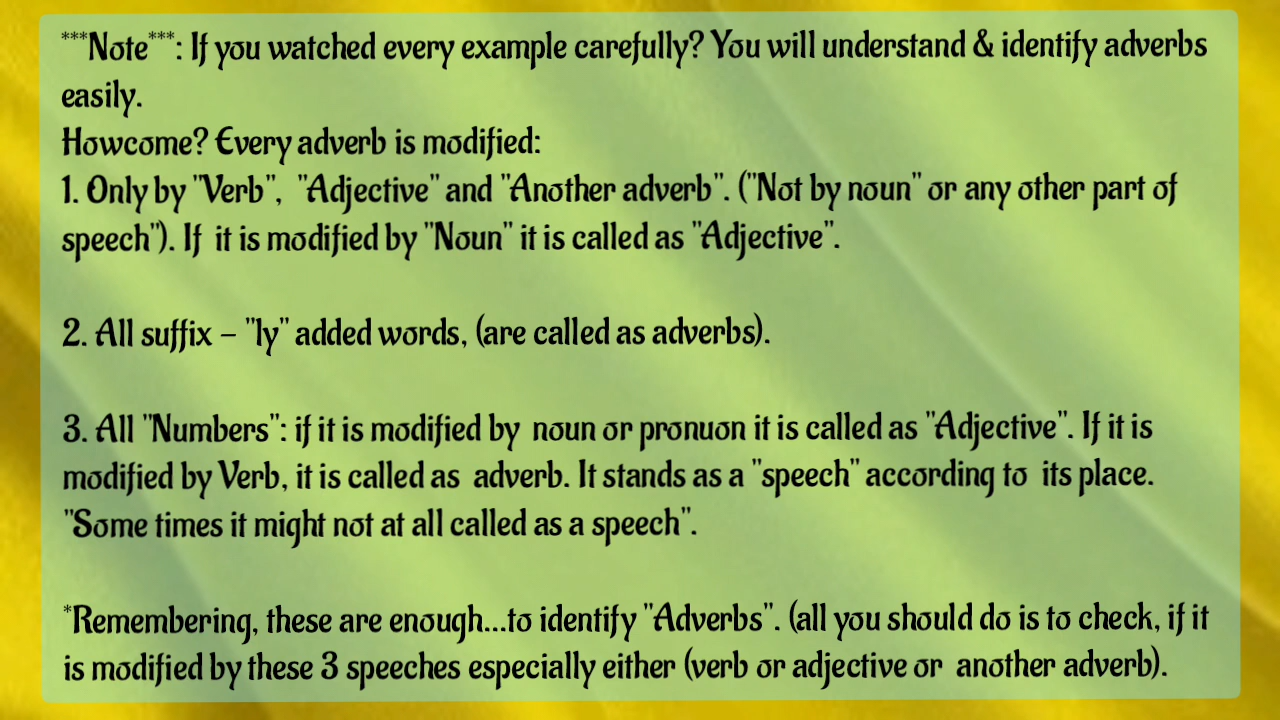 ***Note***: If you watched every example carefully? You will understand & identify adverbs
easily.
Howcome? Every adverb is modified:
1. Only by "Verb", "Adjective" and "Another adverb". ("Not by noun" or any other part of
speech"). If it is modified by "Noun" it is called as "Adjective".
2. All suffix – "ly" added words, (are called as adverbs).
3. All "Numbers": if it is modified by noun or pronuon it is called as "Adjective". If it is
modified by Verb, it is called as adverb. It stands as a "speech" according to its place.
"Some times it might not at all called as a speech".
*Remembering, these are enough...to identify "Adverbs". (all you should do is to check, if it
is modified by these 3 speeches especially either (verb or adjective or another adverb).